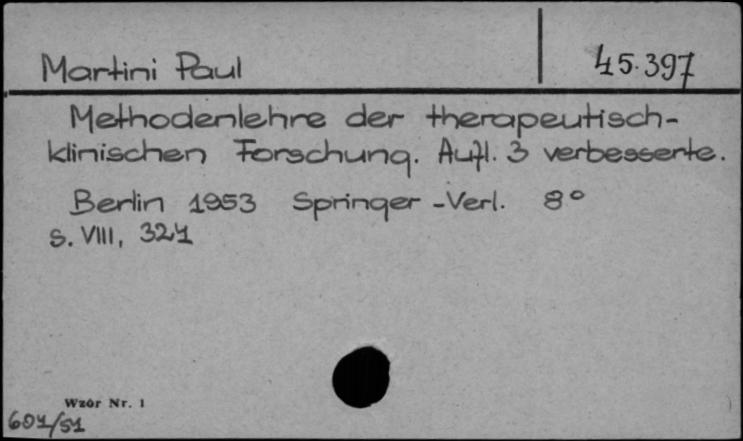 Martini Paul
45.397
Methodenlehre der therapeutisch-
klinischen Forschung. Aufl. 3 verbesserte.
Berlin 1953 Springer-Verl. 8°
S. VIII, 321
Wzór Nr. 1
601/51